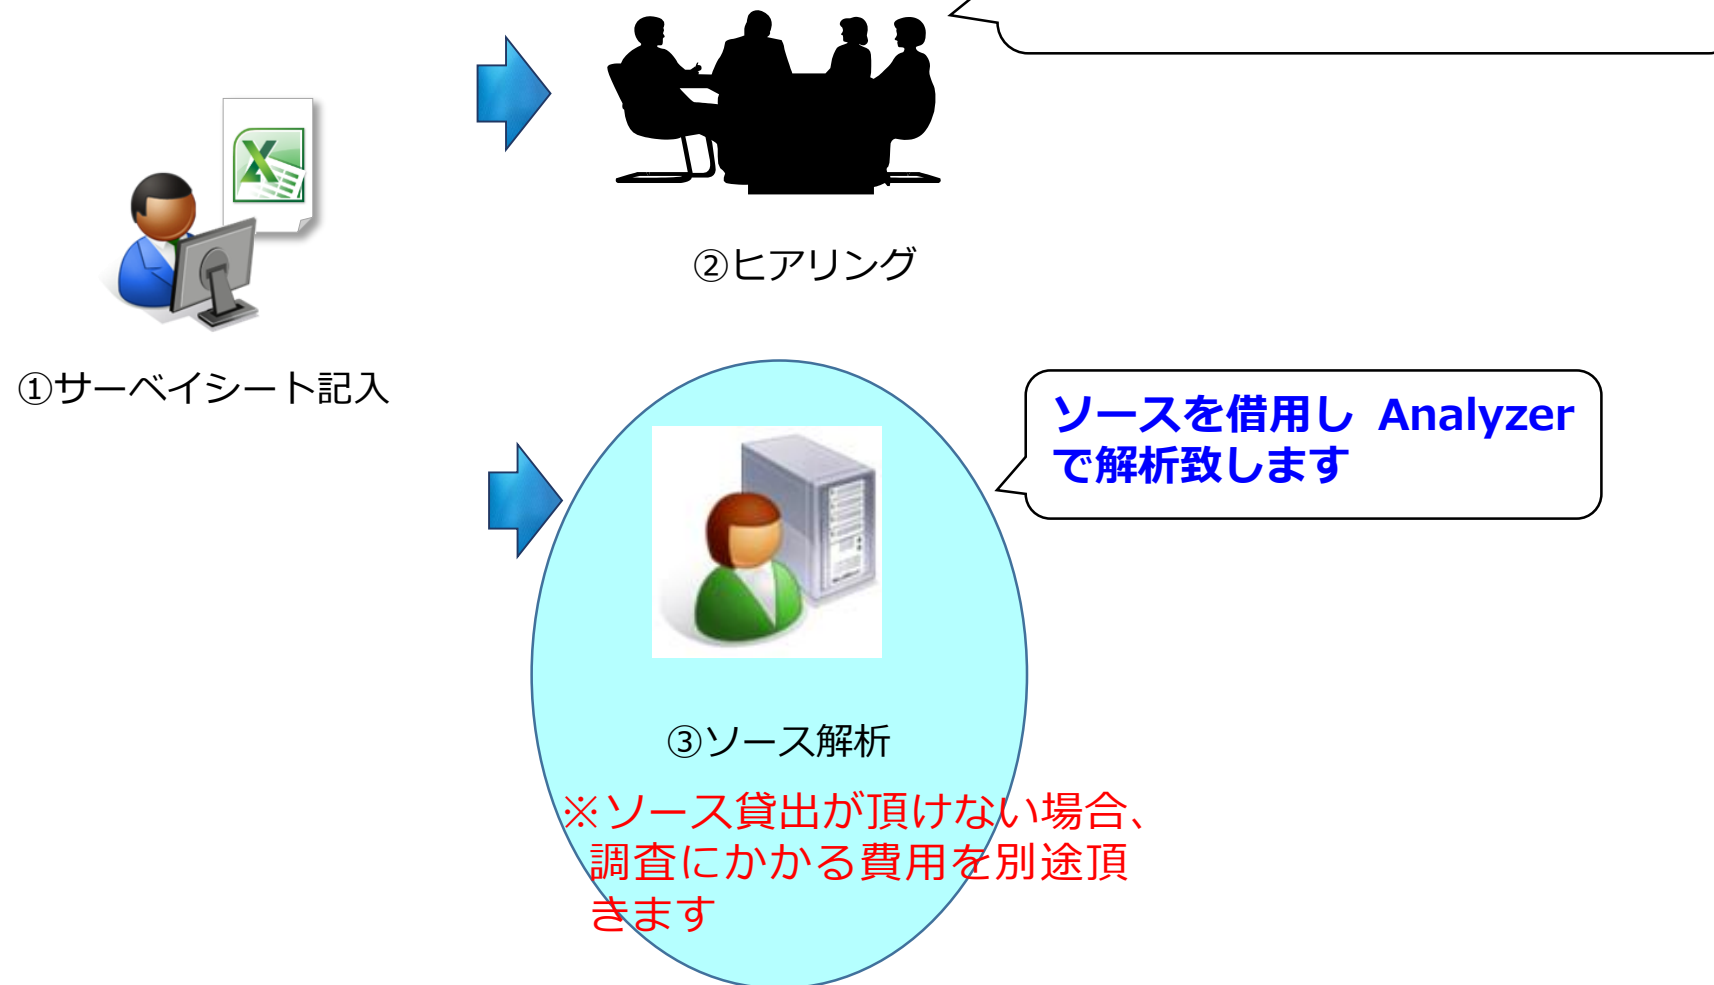 ②ヒアリング
①サーベイシート記入
ソースを借用し Analyzer
で解析致します
③ソース解析
※ソース貸出が頂けない場合、
調査にかかる費用を別途頂
きます